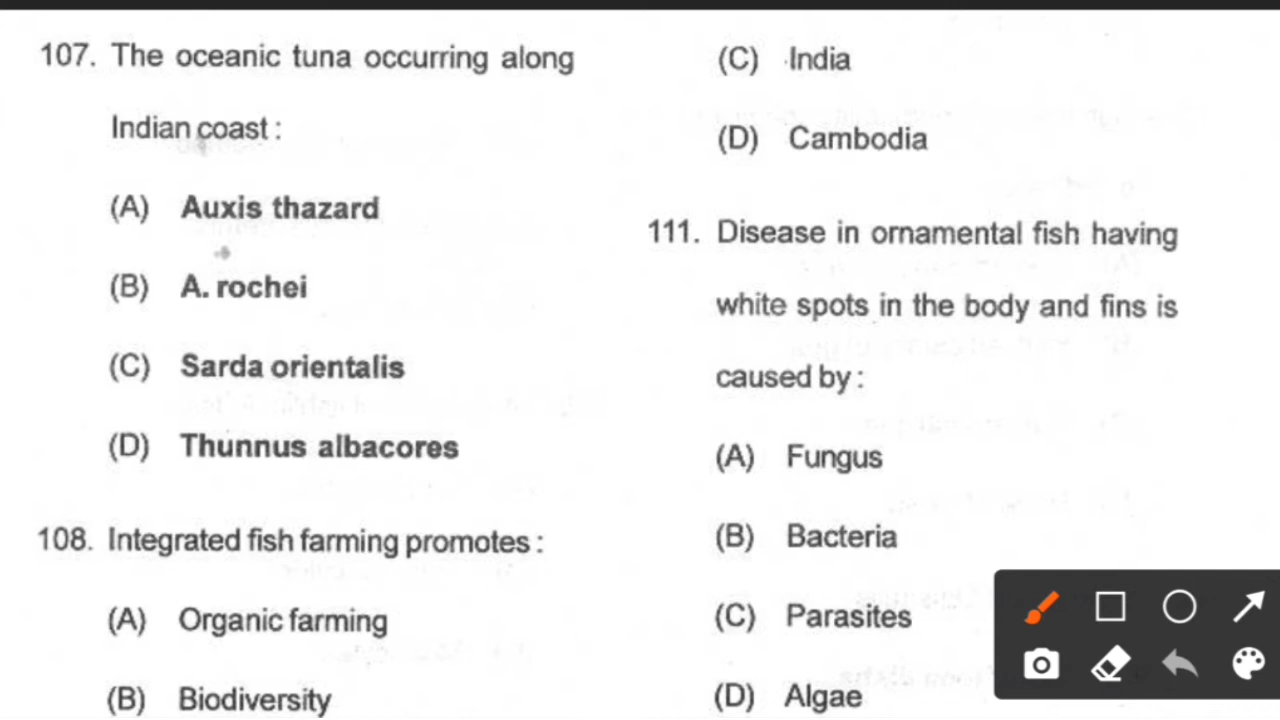 107. The oceanic tuna occurring along
Indian coast :
(A) Auxis thazard
(B) A. rochei
(C) Sarda orientalis
(D) Thunnus albacores
108. Integrated fish farming promotes :
(A) Organic farming
(B) Biodiversity
(C) India
(D) Cambodia
111. Disease in ornamental fish having
white spots in the body and fins is
caused by :
(A) Fungus
(B) Bacteria
(C) Parasites
(D) Algae